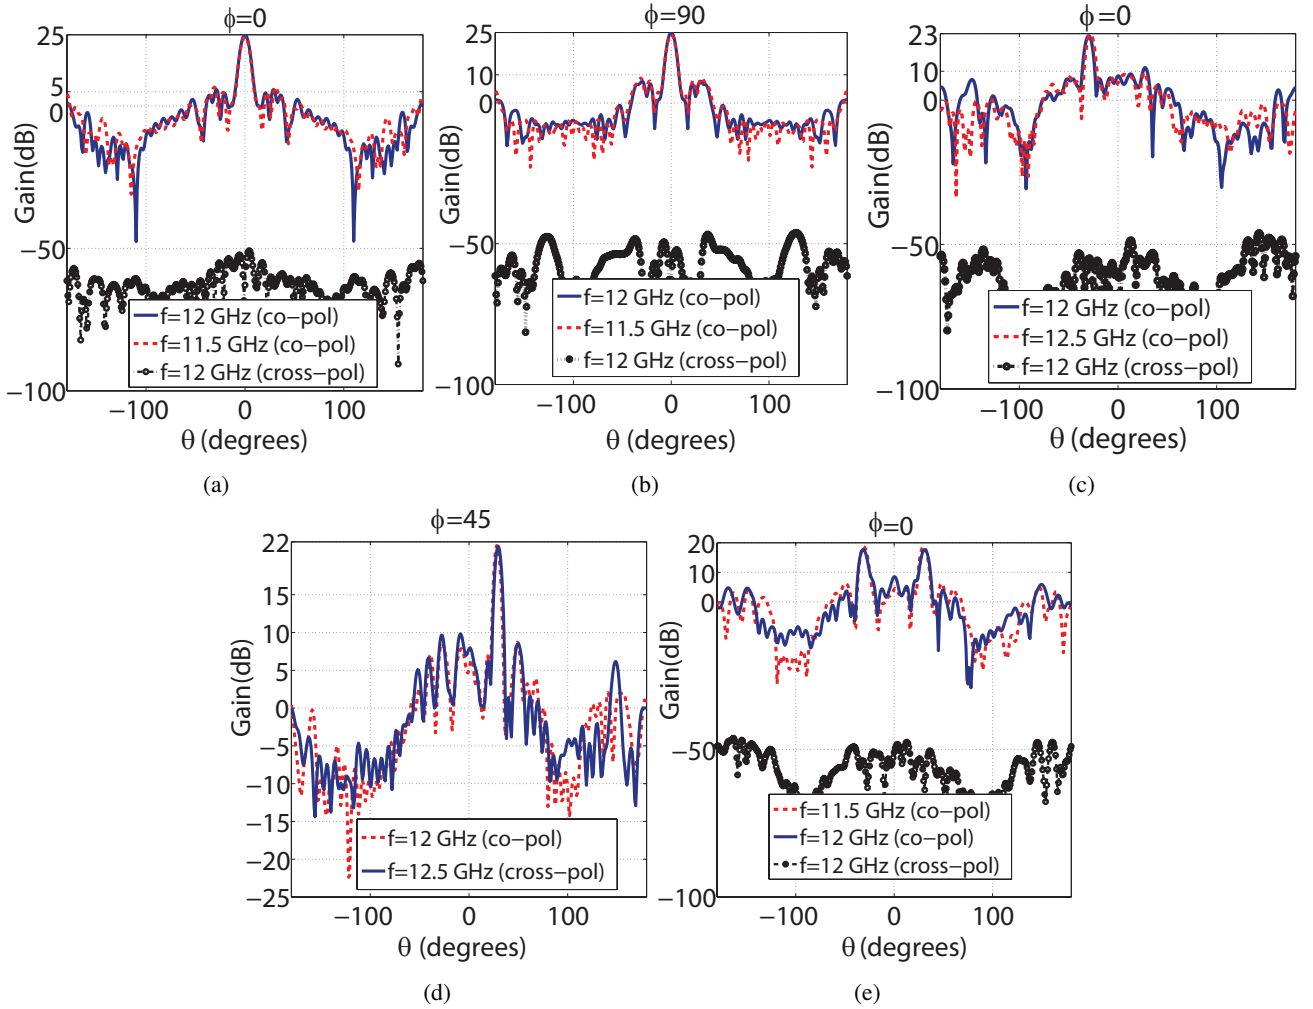 ϕ=0
25
5
0
−50
−100
Gain(dB)
f=12 GHz (co−pol)
f=11.5 GHz (co−pol)
f=12 GHz (cross−pol)
−100 0 100
θ (degrees)
(a)
ϕ=90
25
10
0
−50
−100
Gain(dB)
f=12 GHz (co−pol)
f=11.5 GHz (co−pol)
f=12 GHz (cross−pol)
−100 0 100
θ (degrees)
(b)
ϕ=0
23
10
0
−50
−100
Gain(dB)
f=12 GHz (co−pol)
f=12.5 GHz (co−pol)
f=12 GHz (cross−pol)
−100 0 100
θ (degrees)
(c)
ϕ=45
22
15
10
5
0
−5
−10
−15
−20
−25
Gain(dB)
f=12 GHz (co−pol)
f=12.5 GHz (cross−pol)
−100 0 100
θ (degrees)
(d)
ϕ=0
20
10
0
−50
−100
Gain(dB)
f=11.5 GHz (co−pol)
f=12 GHz (co−pol)
f=12 GHz (cross−pol)
−100 0 100
θ (degrees)
(e)